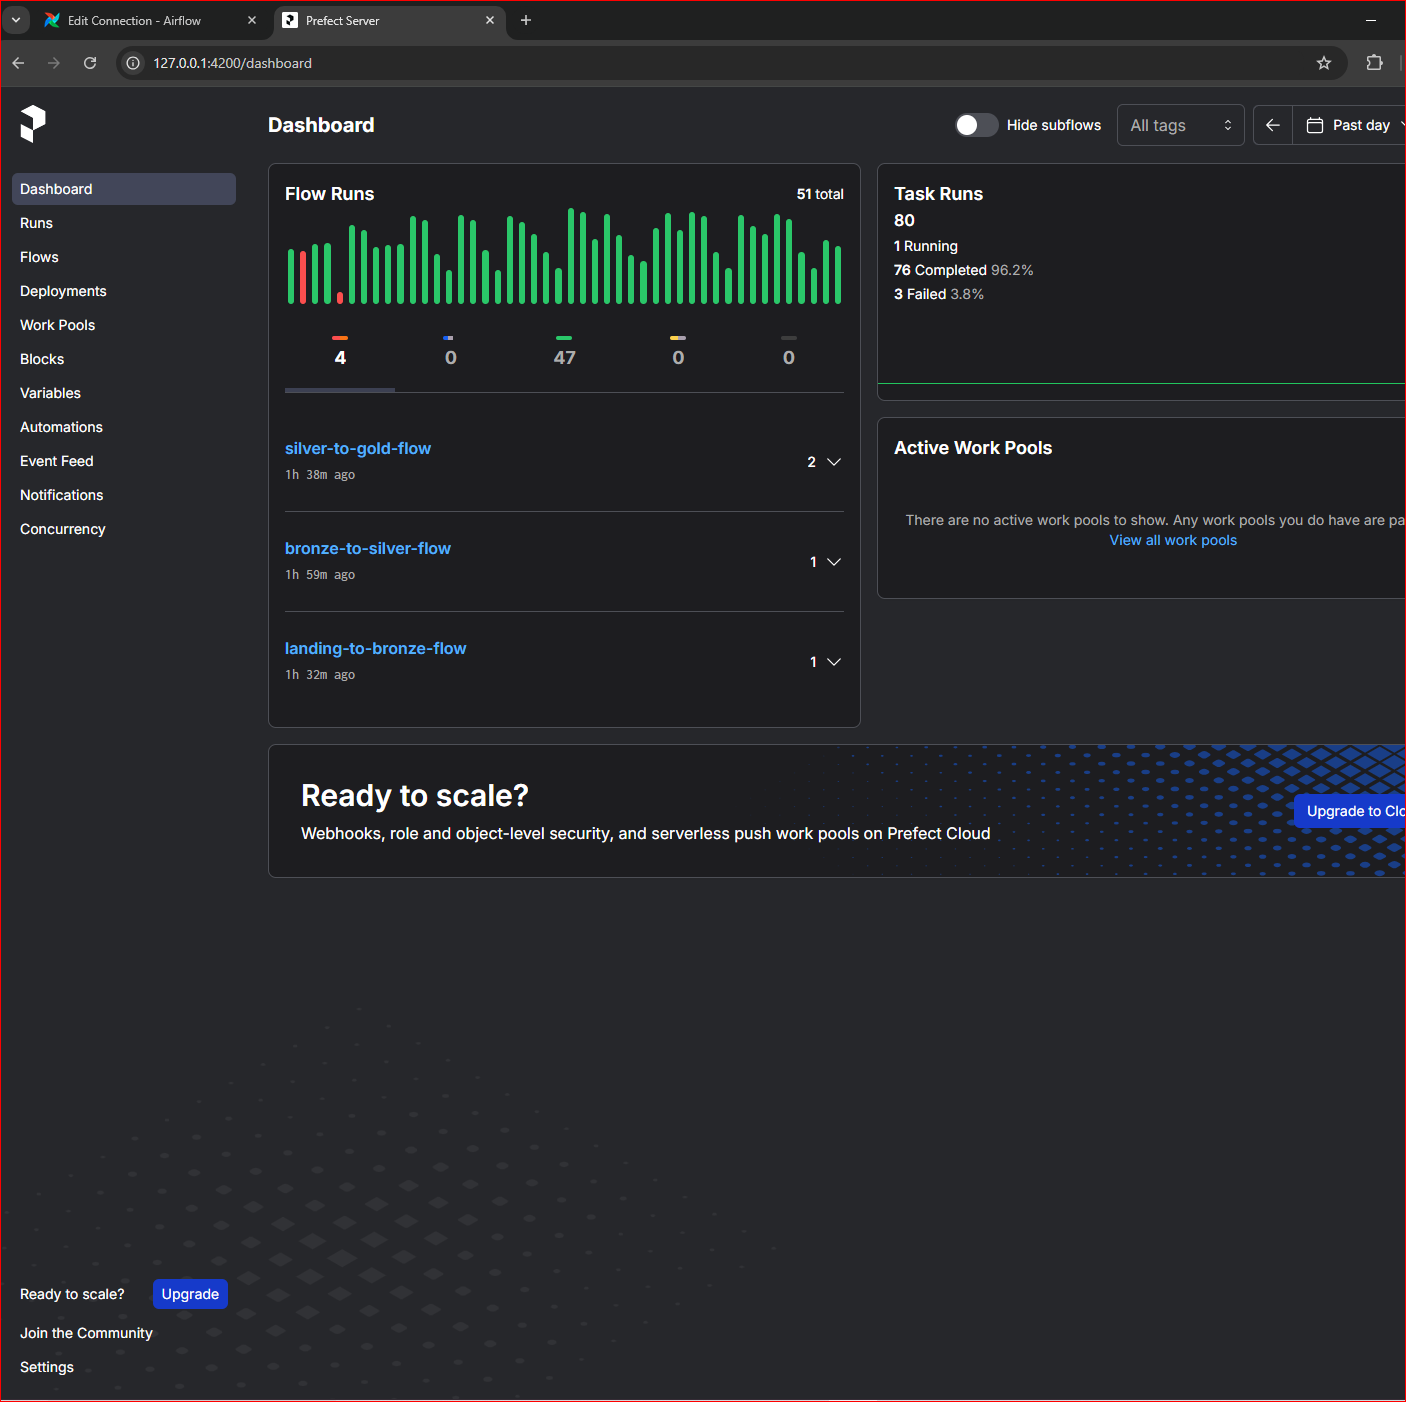 Edit Connection - Airflow
Prefect Server
127.0.0.1:4200/dashboard
Dashboard
Hide subflows
All tags
Past day
Dashboard
Runs
Flows
Deployments
Work Pools
Blocks
Variables
Automations
Event Feed
Notifications
Concurrency
Flow Runs
51 total
4
0
47
0
0
silver-to-gold-flow
1h 38m ago
2
bronze-to-silver-flow
1h 59m ago
1
landing-to-bronze-flow
1h 32m ago
1
Task Runs
80
1 Running
76 Completed 96.2%
3 Failed 3.8%
Active Work Pools
There are no active work pools to show. Any work pools you do have are pa
View all work pools
Ready to scale?
Webhooks, role and object-level security, and serverless push work pools on Prefect Cloud
Upgrade to Clo
Ready to scale?
Upgrade
Join the Community
Settings